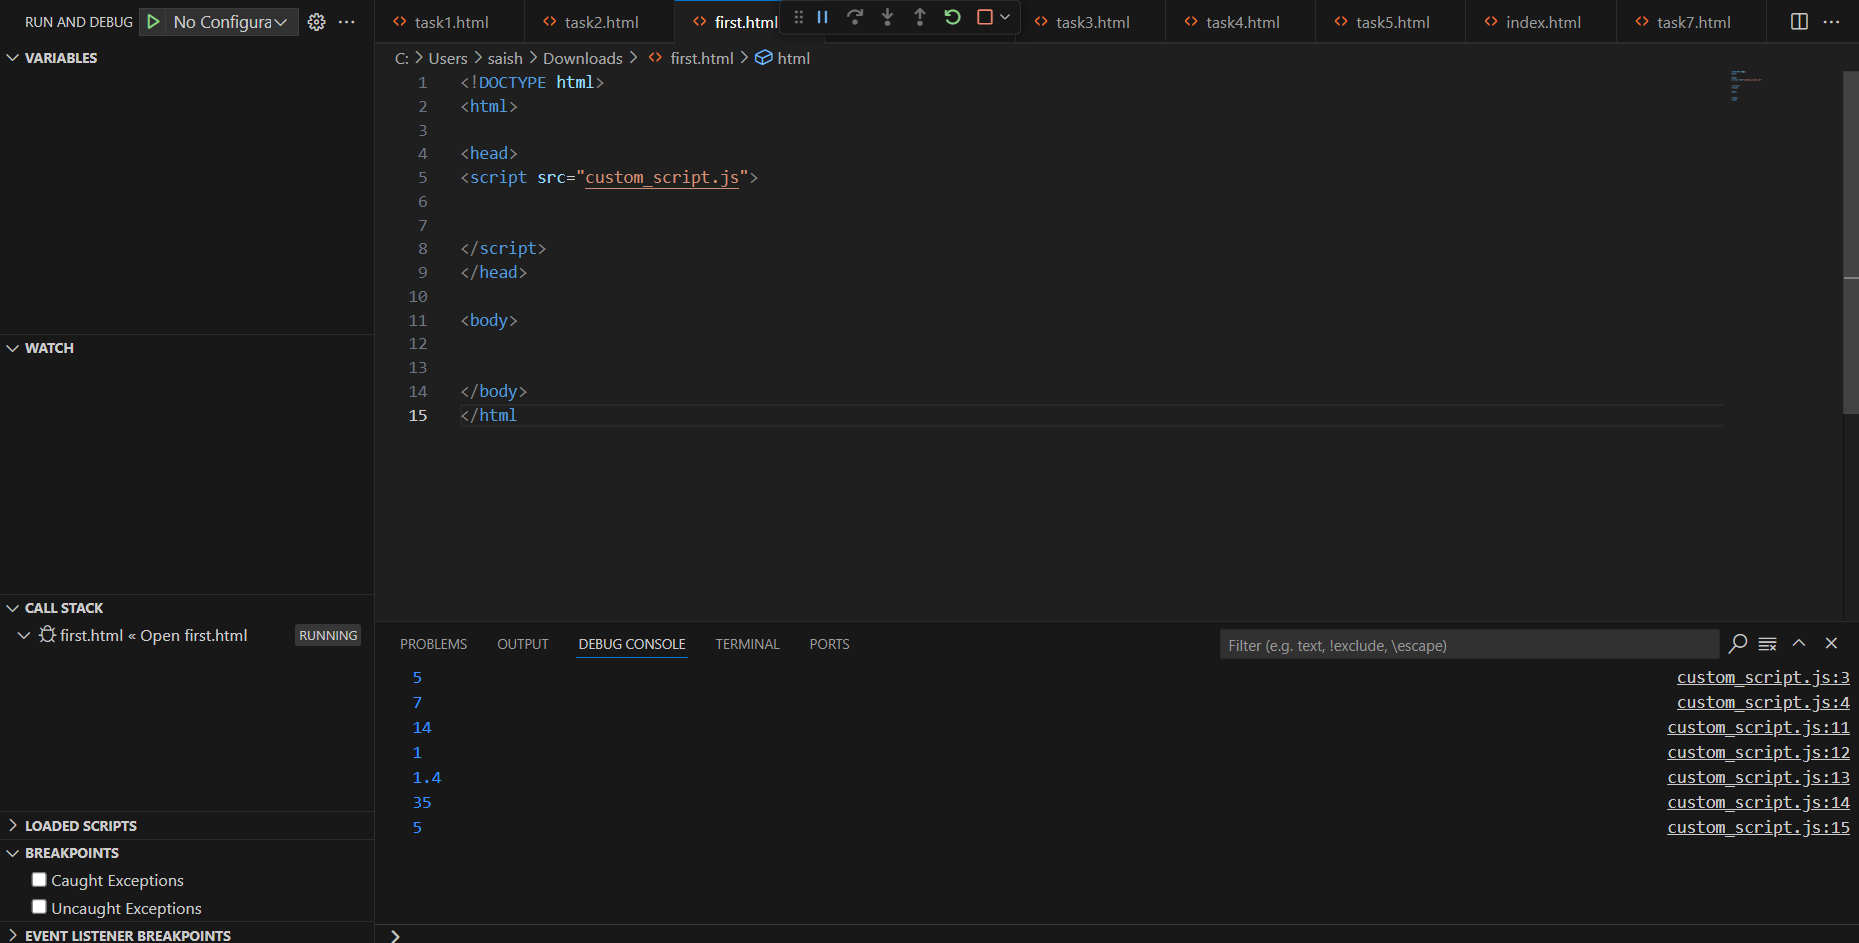 RUN AND DEBUG No Configura
VARIABLES
WATCH
CALL STACK
first.html « Open first.html RUNNING
LOADED SCRIPTS
BREAKPOINTS
Caught Exceptions
Uncaught Exceptions
EVENT LISTENER BREAKPOINTS
task1.html task2.html first.html task3.html task4.html task5.html index.html task7.html
C: > Users > saish > Downloads > first.html > html
1 <!DOCTYPE html>
2 <html>
3
4 <head>
5 <script src="custom_script.js">
6
7
8 </script>
9 </head>
10
11 <body>
12
13
14 </body>
15 </html
PROBLEMS OUTPUT DEBUG CONSOLE TERMINAL PORTS Filter (e.g. text, !exclude, \escape)
5 custom_script.js:3
7 custom_script.js:4
14 custom_script.js:11
1 custom_script.js:12
1.4 custom_script.js:13
35 custom_script.js:14
5 custom_script.js:15